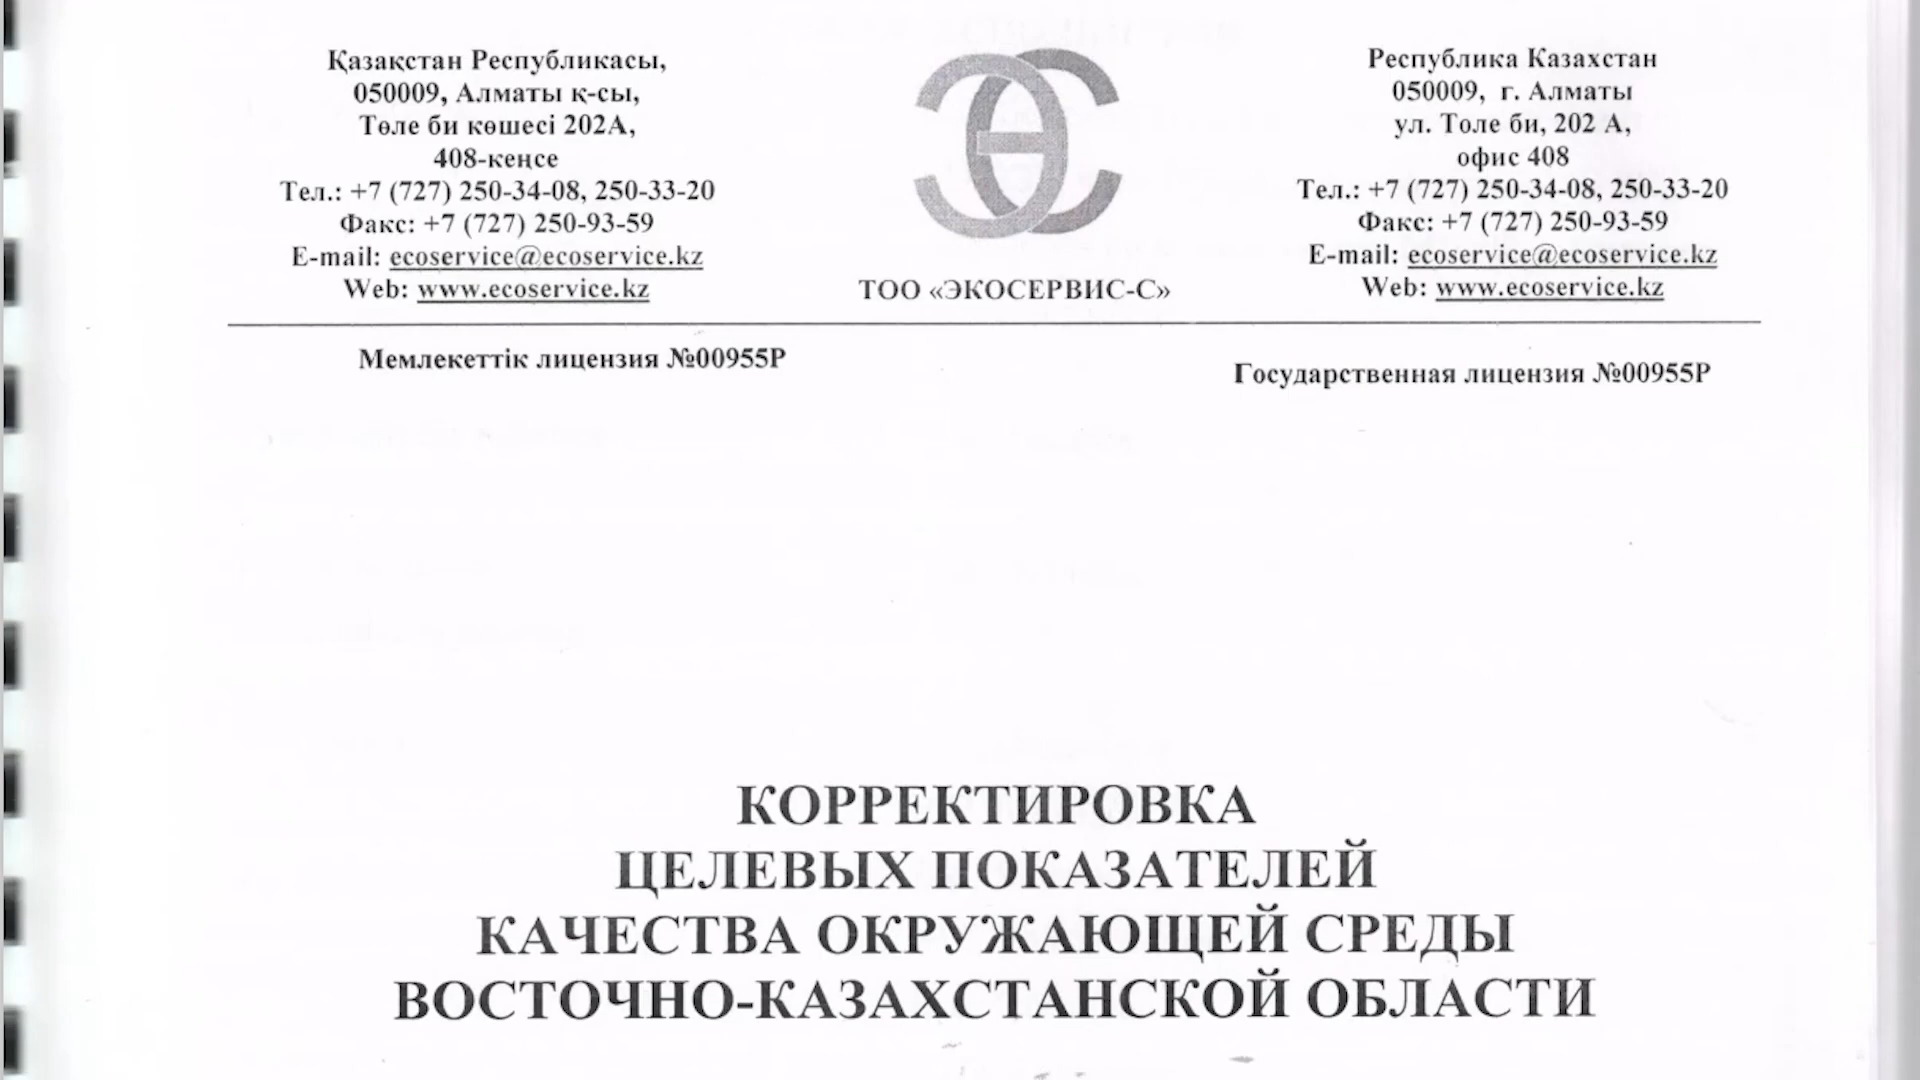 Қазақстан Республикасы,
050009, Алматы қ-сы,
Төле би көшесі 202А,
408-кеңсе
Тел.: +7 (727) 250-34-08, 250-33-20
Факс: +7 (727) 250-93-59
E-mail: ecoservice@ecoservice.kz
Web: www.ecoservice.kz
ТОО «ЭКОСЕРВИС-С»
Республика Казахстан
050009, г. Алматы
ул. Толе би, 202 А,
офис 408
Тел.: +7 (727) 250-34-08, 250-33-20
Факс: +7 (727) 250-93-59
E-mail: ecoservice@ecoservice.kz
Web: www.ecoservice.kz
Мемлекеттік лицензия №00955Р
Государственная лицензия №00955Р
КОРРЕКТИРОВКА
ЦЕЛЕВЫХ ПОКАЗАТЕЛЕЙ
КАЧЕСТВА ОКРУЖАЮЩЕЙ СРЕДЫ
ВОСТОЧНО-КАЗАХСТАНСКОЙ ОБЛАСТИ